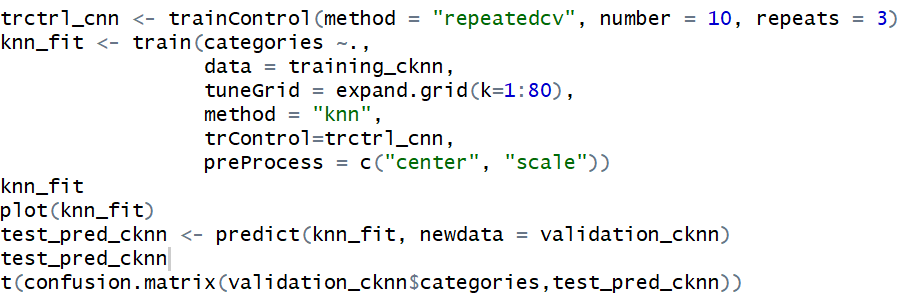 trctrl_cnn <- trainControl(method = "repeatedcv", number = 10, repeats = 3)
knn_fit <- train(categories ~.,
                 data = training_cknn,
                 tuneGrid = expand.grid(k=1:80),
                 method = "knn",
                 trControl=trctrl_cnn,
                 preProcess = c("center", "scale"))
knn_fit
plot(knn_fit)
test_pred_cknn <- predict(knn_fit, newdata = validation_cknn)
test_pred_cknn
t(confusion.matrix(validation_cknn$categories,test_pred_cknn))